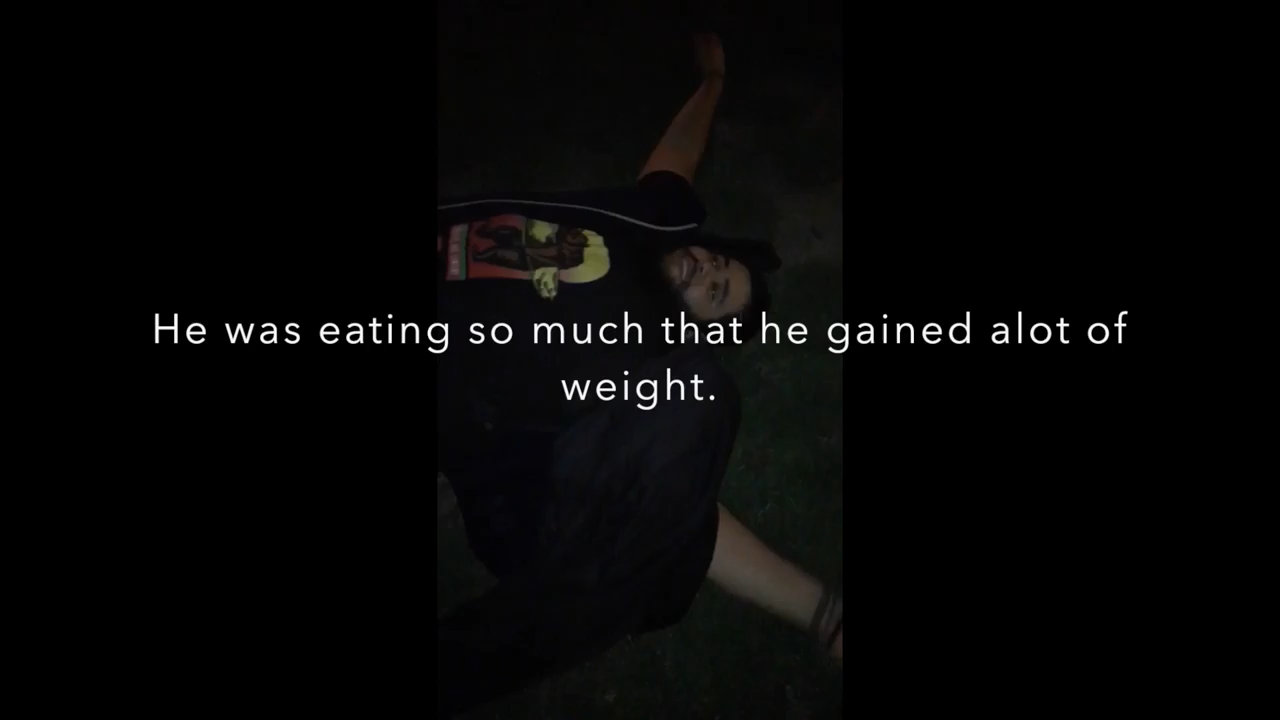 He was eating so much that he gained alot of
weight.